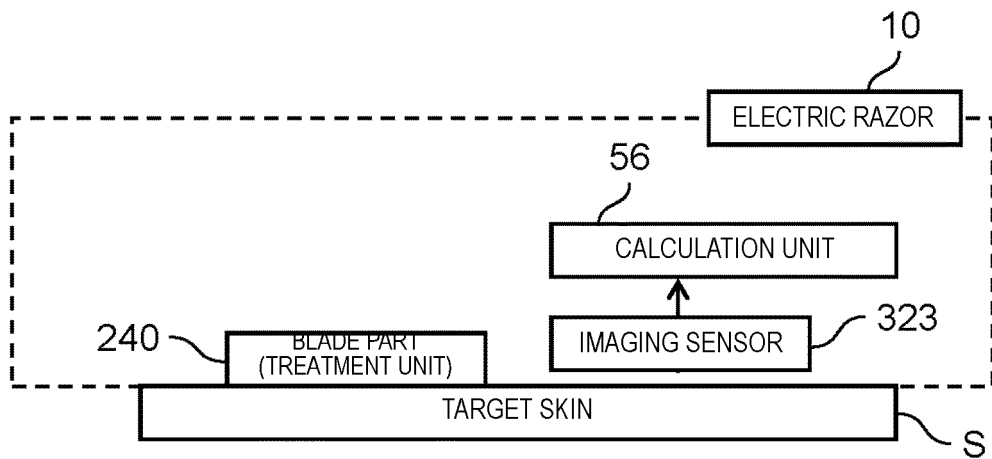 10
ELECTRIC RAZOR
56
CALCULATION UNIT
240
BLADE PART
(TREATMENT UNIT)
IMAGING SENSOR
323
TARGET SKIN
S